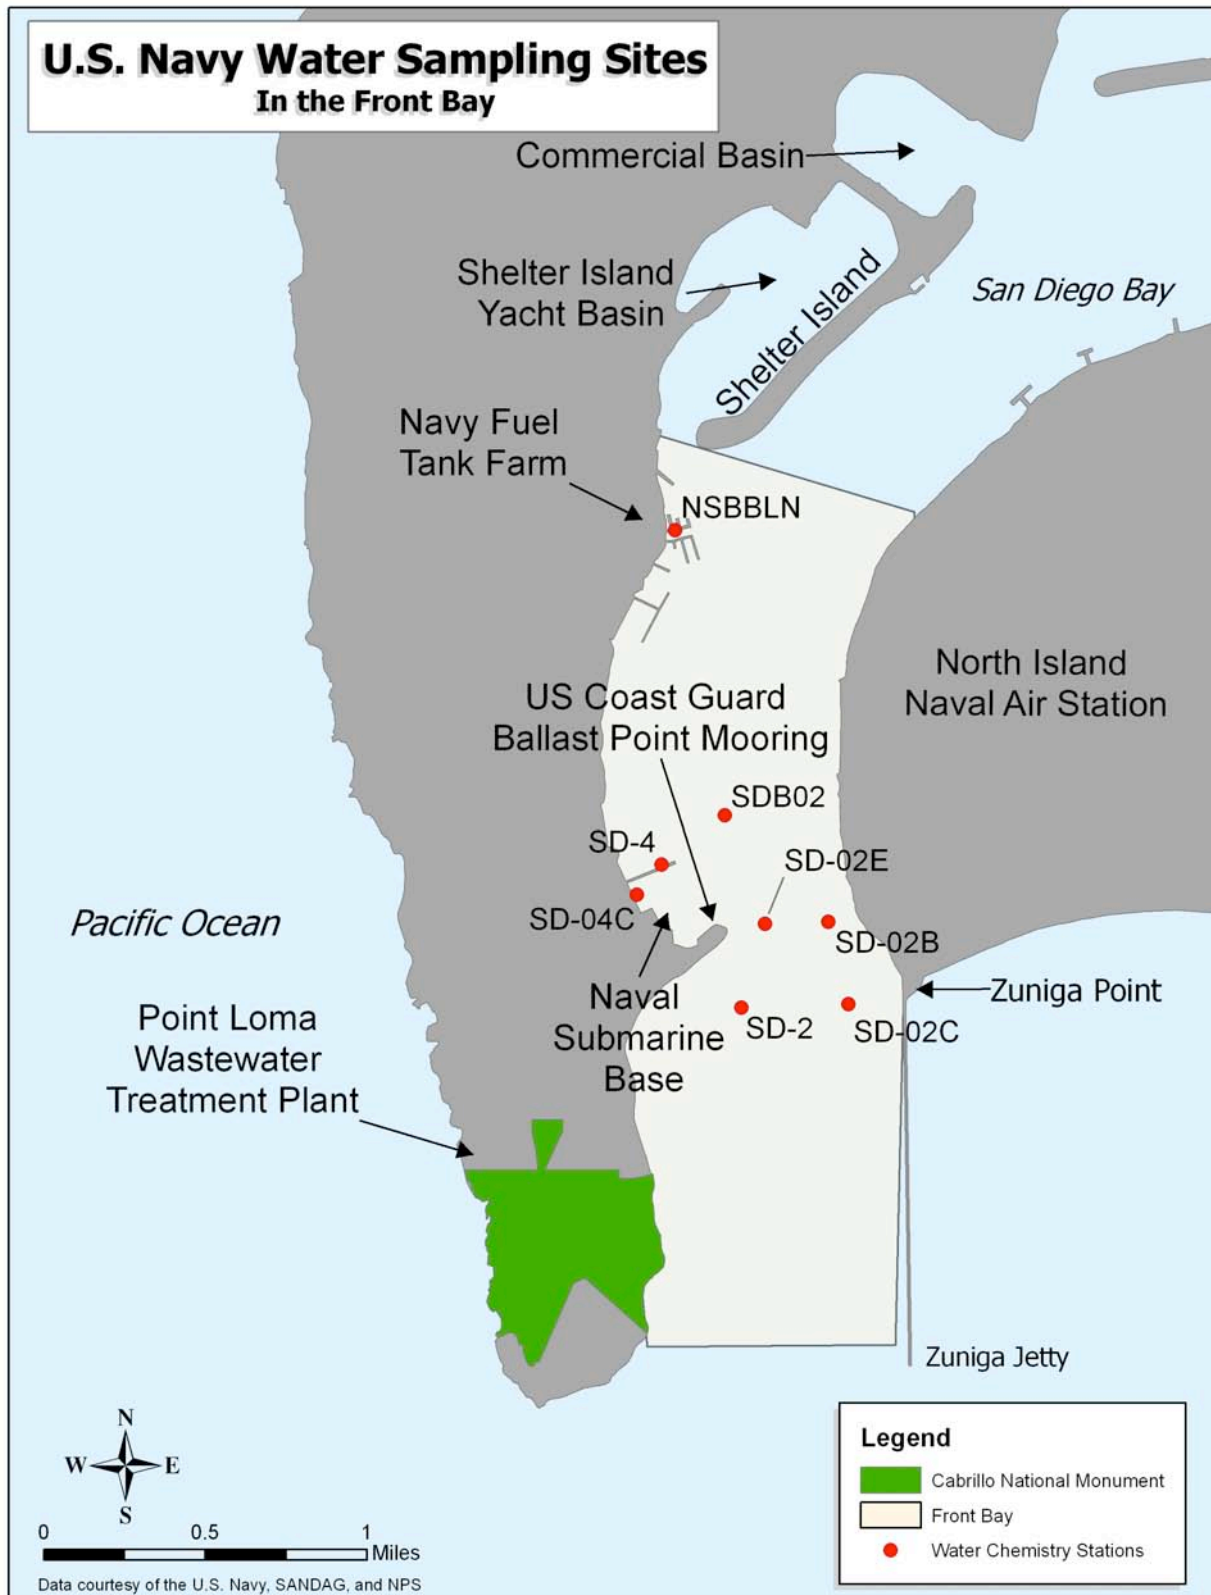 U.S. Navy Water Sampling Sites
In the Front Bay
Commercial Basin
Shelter Island
Yacht Basin
Shelter Island
San Diego Bay
Navy Fuel
Tank Farm
NSBBLN
North Island
Naval Air Station
US Coast Guard
Ballast Point Mooring
SDB02
SD-4
SD-02E
SD-04C
SD-02B
Pacific Ocean
Naval
Submarine
Base
Zuniga Point
SD-2
SD-02C
Point Loma
Wastewater
Treatment Plant
Zuniga Jetty
N
W E
S
0 0.5 1
Miles
Data courtesy of the U.S. Navy, SANDAG, and NPS
Legend
Cabrillo National Monument
Front Bay
Water Chemistry Stations